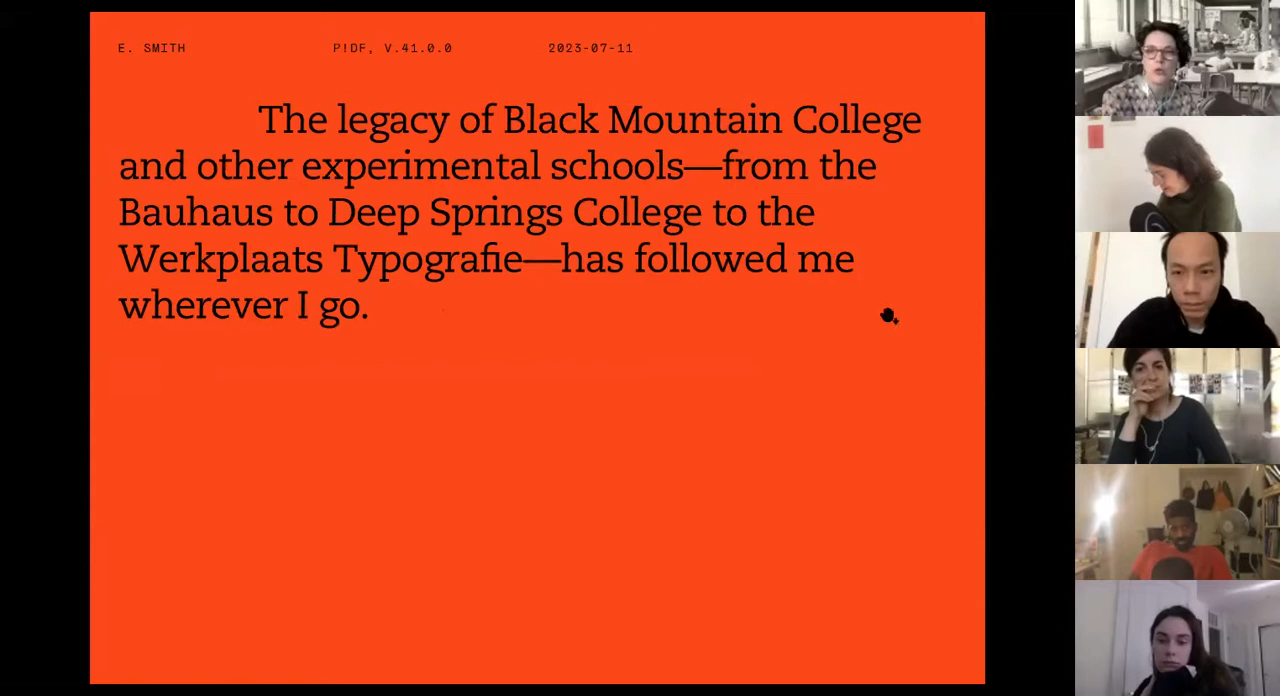 E. SMITH P!DF, V.41.0.0 2023-07-11
The legacy of Black Mountain College
and other experimental schools—from the
Bauhaus to Deep Springs College to the
Werkplaats Typografie—has followed me
wherever I go.